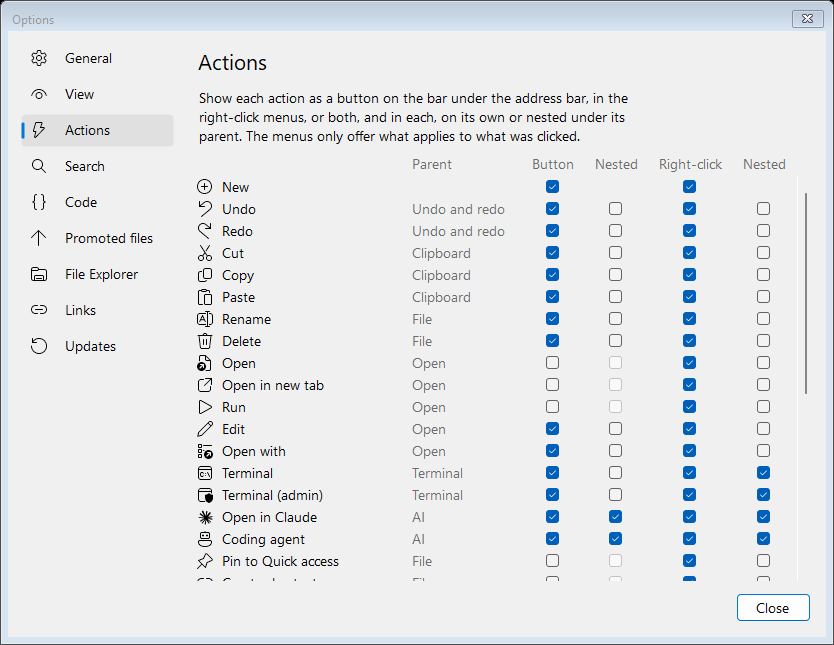 Options
General
View
Actions
Search
Code
Promoted files
File Explorer
Links
Updates
Actions
Show each action as a button on the bar under the address bar, in the
right-click menus, or both, and in each, on its own or nested under its
parent. The menus only offer what applies to what was clicked.
Parent Button Nested Right-click Nested
New
Undo Undo and redo
Redo Undo and redo
Cut Clipboard
Copy Clipboard
Paste Clipboard
Rename File
Delete File
Open Open
Open in new tab Open
Run Open
Edit Open
Open with Open
Terminal Terminal
Terminal (admin) Terminal
Open in Claude AI
Coding agent AI
Pin to Quick access File
Close